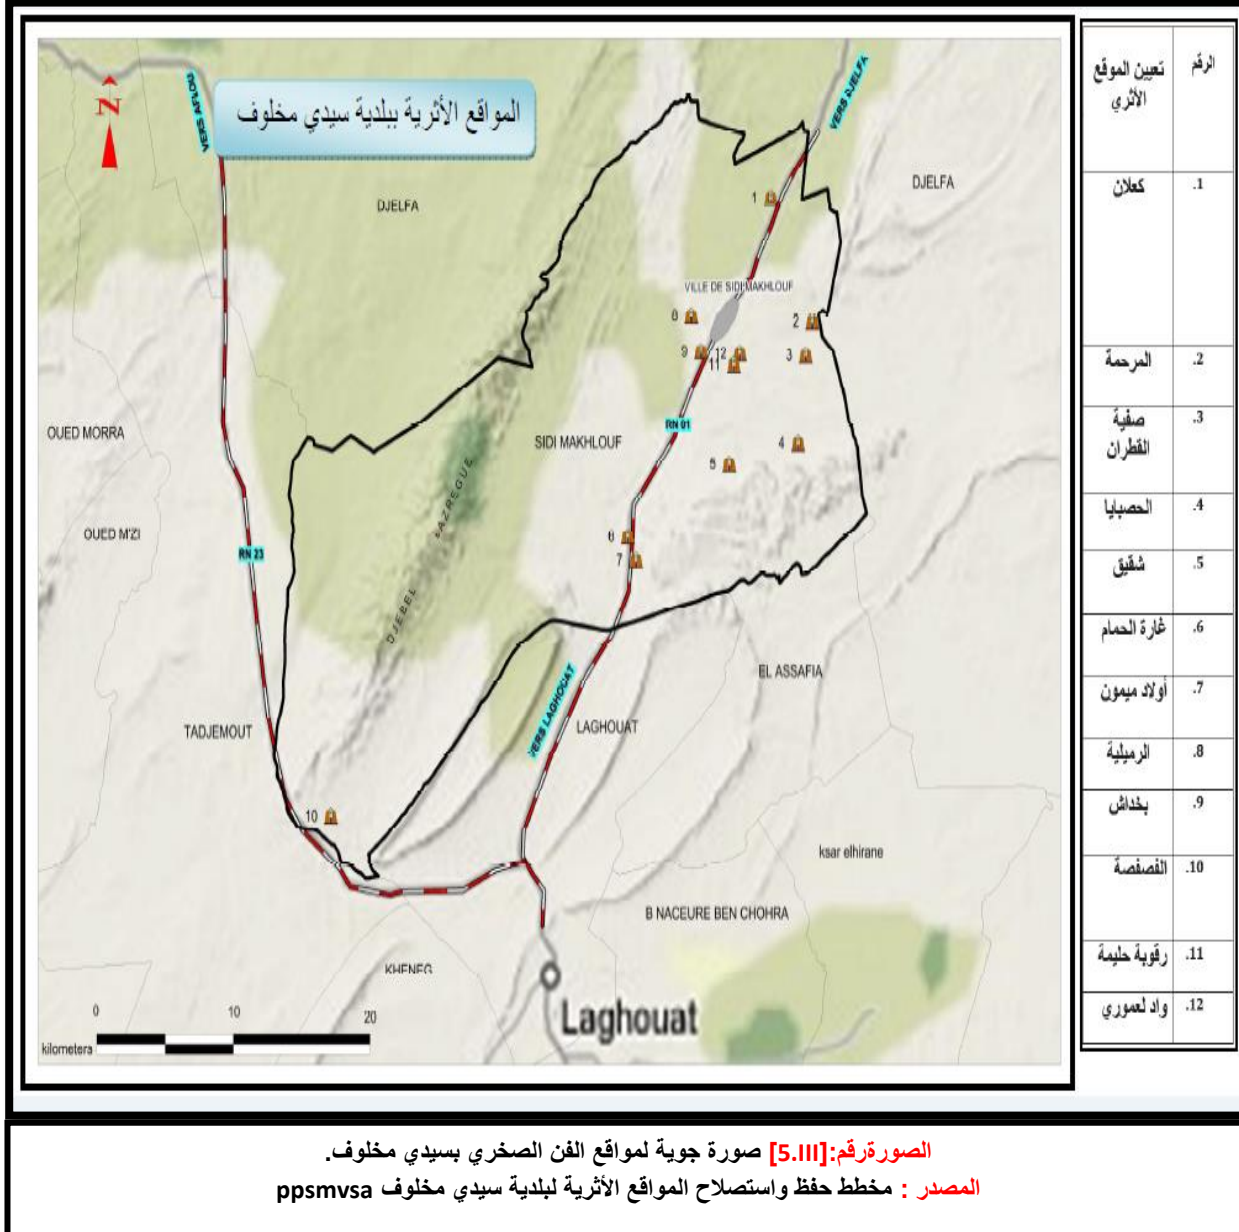 المواقع الأثرية ببلدية سيدي مخلوف
N
VERS AFLOU
VERS DJELFA
DJELFA
DJELFA
1
VILLE DE SIDI MAKHLOUF
8
2
9
12
3
11
RN 01
OUED MORRA
SIDI MAKHLOUF
4
5
DJEBEL LAZREGUE
OUED M'ZI
RN 23
6
7
EL ASSAFIA
VERS LAGHOUAT
TADJEMOUT
LAGHOUAT
10
ksar elhirane
B NACEURE BEN CHOHRA
KHENEG
Laghouat
0 10 20
kilometers
الرقم تعيين الموقع
الأثري
1. كعلان
2. المرحمة
3. صفية
القطران
4. الحصبايا
5. شقيق
6. غارة الحمام
7. أولاد ميمون
8. الرميلية
9. بخداش
10. الفصفصة
11. رقوبة حليمة
12. واد لعموري
الصورةرقم:[5.III] صورة جوية لمواقع الفن الصخري بسيدي مخلوف.
المصدر : مخطط حفظ واستصلاح المواقع الأثرية لبلدية سيدي مخلوف ppsmvsa